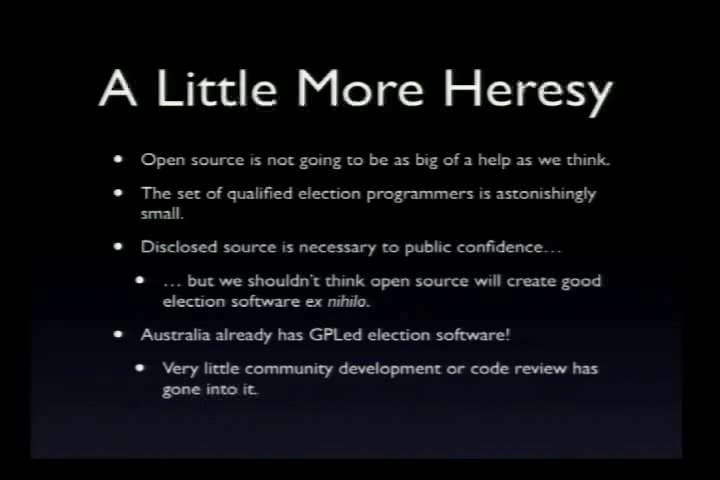 A Little More Heresy
• Open source is not going to be as big of a help as we think.
• The set of qualified election programmers is astonishingly
small.
• Disclosed source is necessary to public confidence…
• … but we shouldn't think open source will create good
election software ex nihilo.
• Australia already has GPLed election software!
• Very little community development or code review has
gone into it.